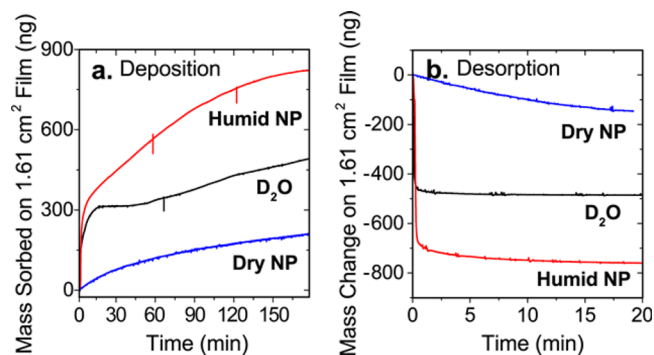 a. Deposition
Mass Sorbed on 1.61 cm² Film (ng)
900
600
300
0
Humid NP
D₂O
Dry NP
0 30 60 90 120 150
Time (min)
b. Desorption
Mass Change on 1.61 cm² Film (ng)
0
-200
-400
-600
-800
Dry NP
D₂O
Humid NP
0 5 10 15 20
Time (min)